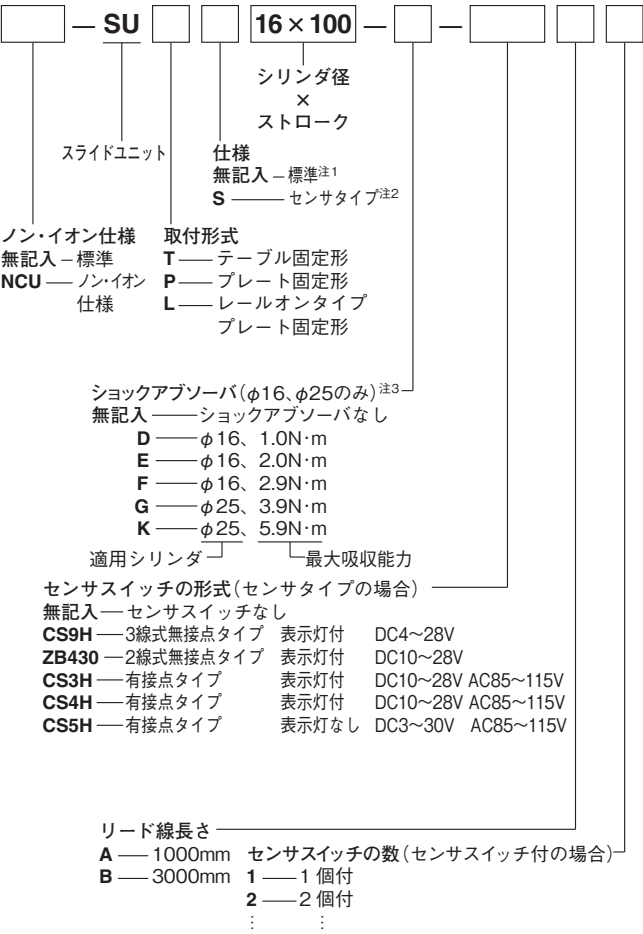 — SU 16×100 — —
シリンダ径
×
ストローク
スライドユニット
仕様
無記入 – 標準注1
S —— センサタイプ注2
ノン・イオン仕様
無記入 – 標準
NCU — ノン・イオン
仕様
取付形式
T — テーブル固定形
P — プレート固定形
L — レールオンタイプ
プレート固定形
ショックアブソーバ(φ16、φ25のみ)注3
無記入 —— ショックアブソーバなし
D —— φ16、1.0N·m
E —— φ16、2.0N·m
F —— φ16、2.9N·m
G —— φ25、3.9N·m
K —— φ25、5.9N·m
適用シリンダ 最大吸収能力
センサスイッチの形式(センサタイプの場合)
無記入 — センサスイッチなし
CS9H — 3線式無接点タイプ 表示灯付 DC4〜28V
ZB430 — 2線式無接点タイプ 表示灯付 DC10〜28V
CS3H — 有接点タイプ 表示灯付 DC10〜28V AC85〜115V
CS4H — 有接点タイプ 表示灯付 DC10〜28V AC85〜115V
CS5H — 有接点タイプ 表示灯なし DC3〜30V AC85〜115V
リード線長さ
A — 1000mm
B — 3000mm
センサスイッチの数(センサスイッチ付の場合)
1 — 1 個付
2 — 2 個付
⋮ ⋮